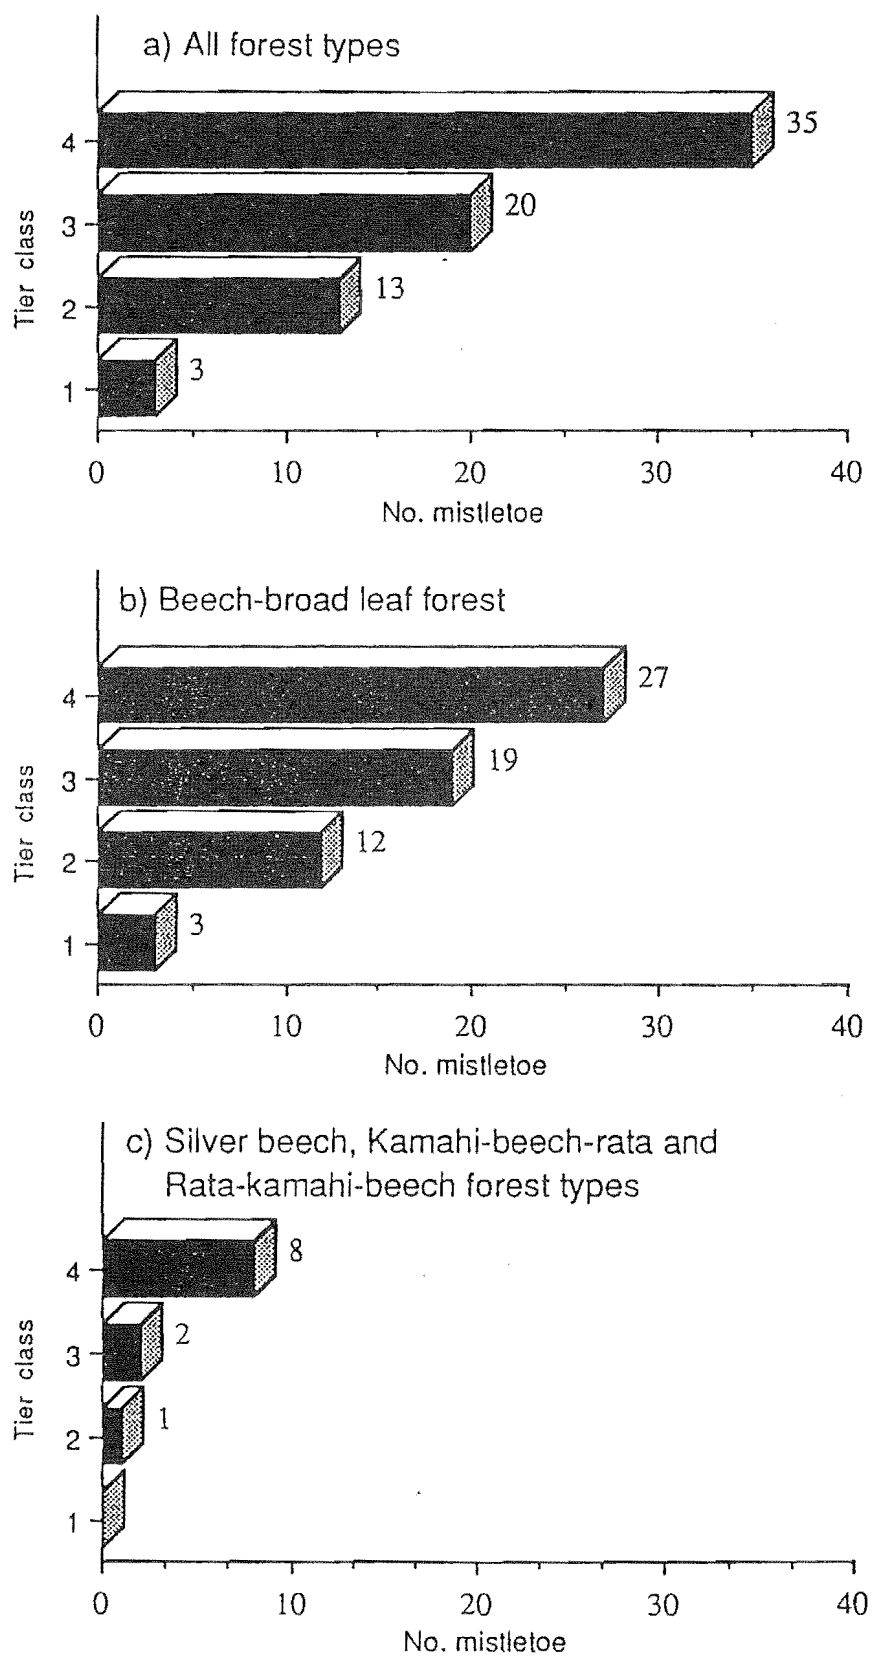 a) All forest types
35
4
20
3
13
2
3
1
Tier class
0 10 20 30 40
No. mistletoe
b) Beech-broad leaf forest
27
4
19
3
12
2
3
1
Tier class
0 10 20 30 40
No. mistletoe
c) Silver beech, Kamahi-beech-rata and
Rata-kamahi-beech forest types
8
4
2
3
1
2
1
Tier class
0 10 20 30 40
No. mistletoe